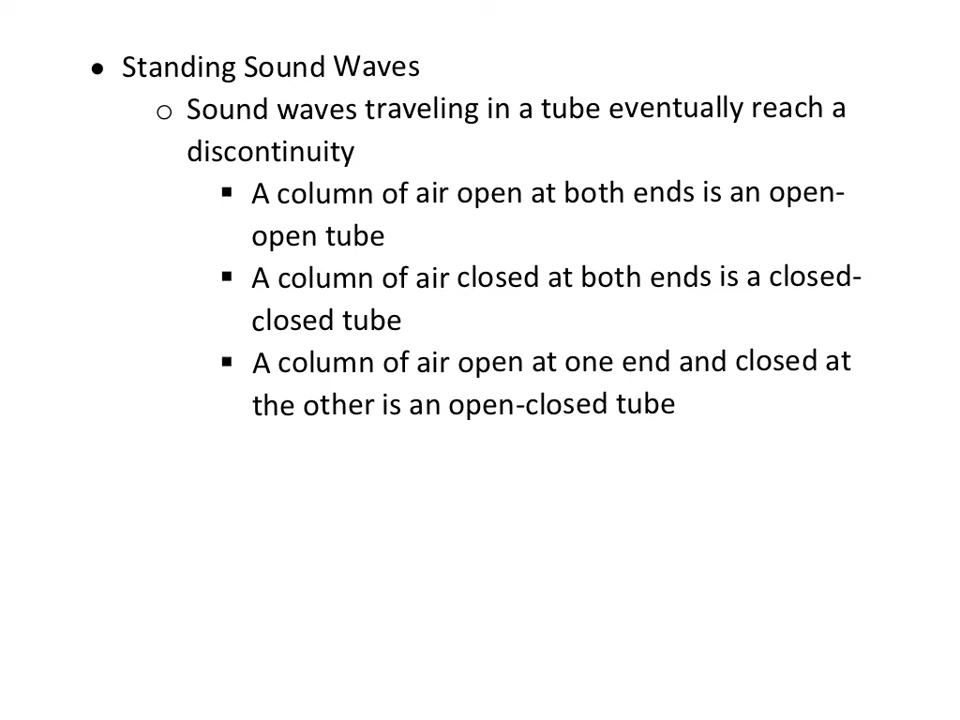 • Standing Sound Waves
o Sound waves traveling in a tube eventually reach a
discontinuity
▪ A column of air open at both ends is an open-
open tube
▪ A column of air closed at both ends is a closed-
closed tube
▪ A column of air open at one end and closed at
the other is an open-closed tube